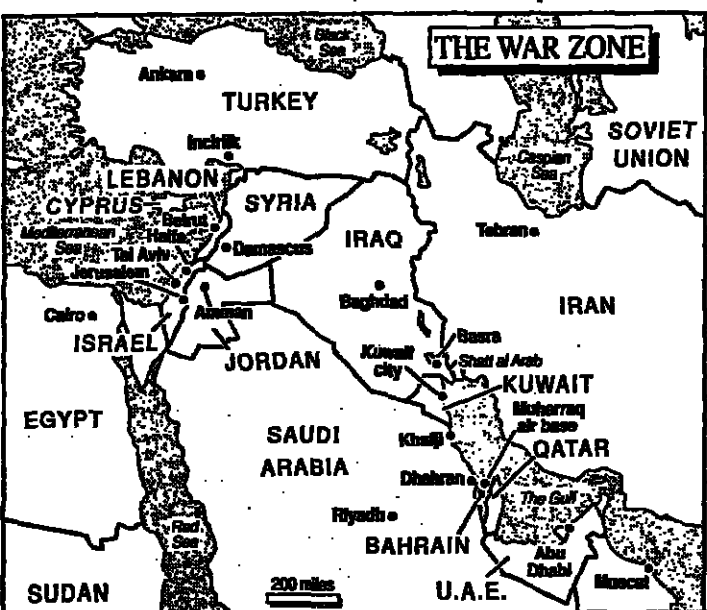 THE WAR ZONE
Black
Sea
Ankara
TURKEY
SOVIET
UNION
Caspian
Sea
Incirlik
LEBANON
CYPRUS
SYRIA
Beirut
Mediterranean
Sea
Haifa
Damascus
IRAQ
Tehran
Tel Aviv
Jerusalem
Baghdad
IRAN
Cairo
Amman
ISRAEL
JORDAN
Basra
Kuwait
city
Shatt al Arab
KUWAIT
Moharraq
air base
EGYPT
SAUDI
ARABIA
Khafji
QATAR
Dhahran
The Gulf
Riyadh
Red
Sea
BAHRAIN
Abu
Dhabi
Muscat
200 miles
U.A.E.
SUDAN